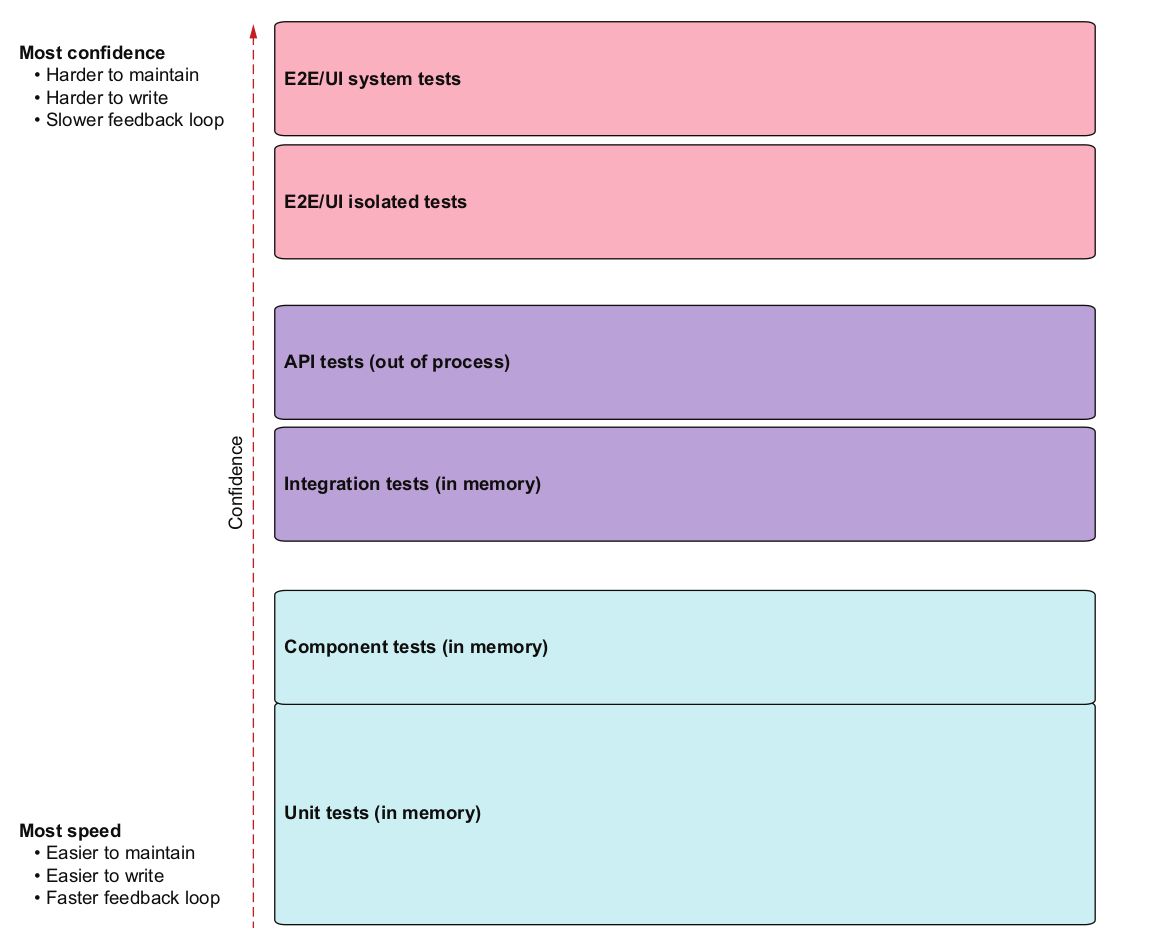 Most confidence
• Harder to maintain
• Harder to write
• Slower feedback loop
E2E/UI system tests
E2E/UI isolated tests
API tests (out of process)
Confidence
Integration tests (in memory)
Component tests (in memory)
Unit tests (in memory)
Most speed
• Easier to maintain
• Easier to write
• Faster feedback loop